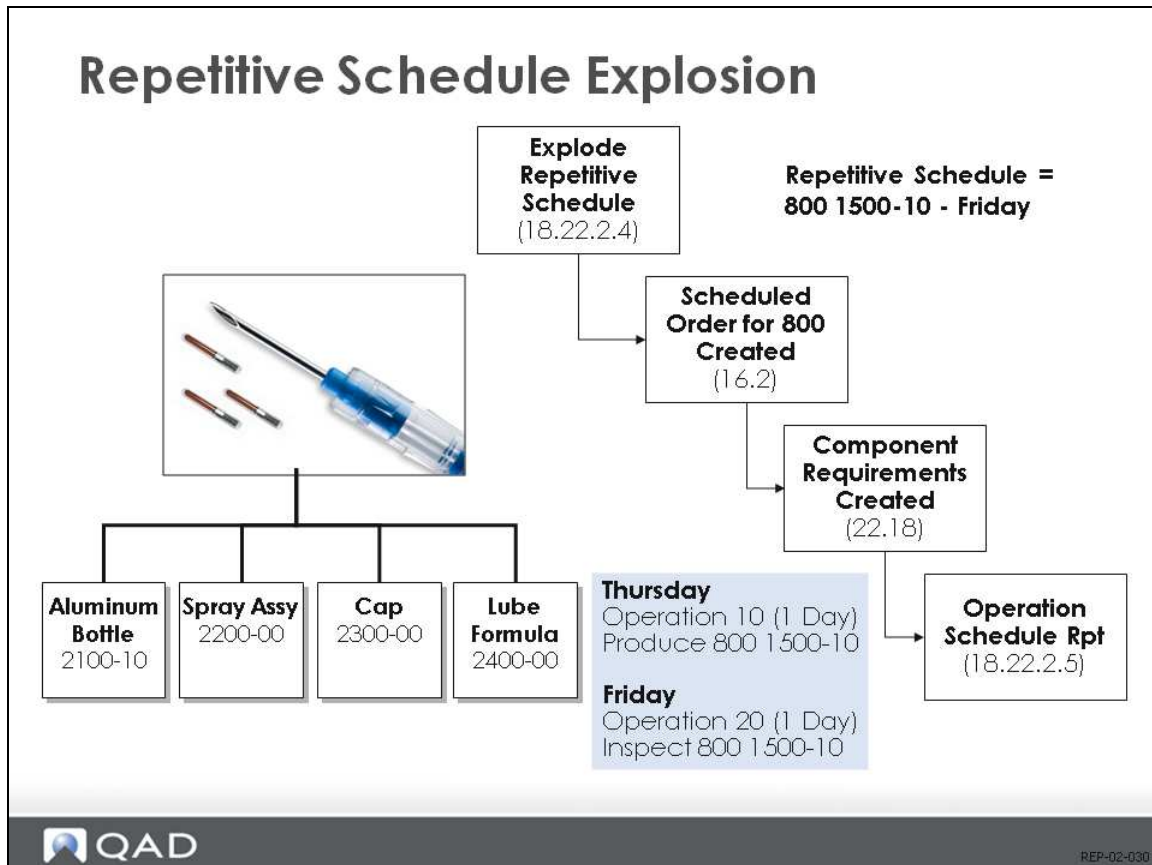 Repetitive Schedule Explosion
Explode
Repetitive
Schedule
(18.22.2.4)
Repetitive Schedule =
800 1500-10 - Friday
Scheduled
Order for 800
Created
(16.2)
Component
Requirements
Created
(22.18)
Operation
Schedule Rpt
(18.22.2.5)
Aluminum
Bottle
2100-10
Spray Assy
2200-00
Cap
2300-00
Lube
Formula
2400-00
Thursday
Operation 10 (1 Day)
Produce 800 1500-10
Friday
Operation 20 (1 Day)
Inspect 800 1500-10
QAD
REP-02-030